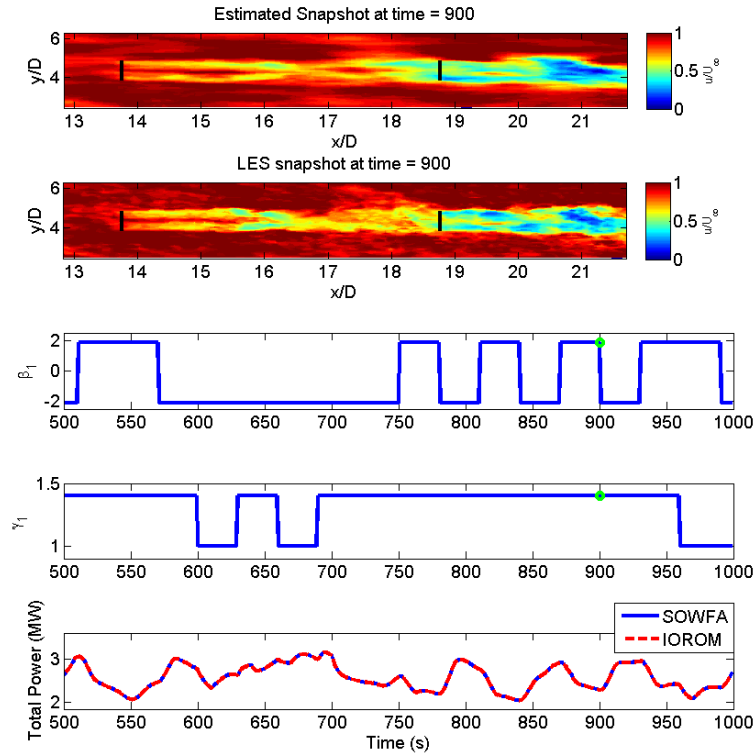 Estimated Snapshot at time = 900
6
4
y/D
13 14 15 16 17 18 19 20 21
x/D
1
0.5
0
u/U∞
LES snapshot at time = 900
6
4
y/D
13 14 15 16 17 18 19 20 21
x/D
1
0.5
0
u/U∞
2
0
-2
β1
500 550 600 650 700 750 800 850 900 950 1000
1.5
1
γ1
500 550 600 650 700 750 800 850 900 950 1000
SOWFA
IOROM
3
2
Total Power (MW)
500 550 600 650 700 750 800 850 900 950 1000
Time (s)